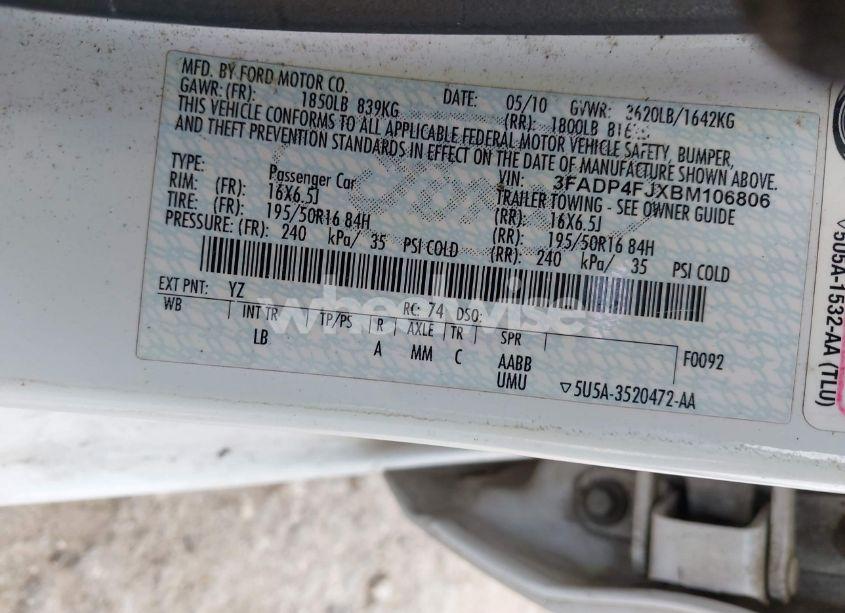 MFD. BY FORD MOTOR CO.
DATE: 05/10 GVWR: 3620LB/1642KG
GAWR: (FR): 1850LB 839KG (RR): 1800LB
THIS VEHICLE CONFORMS TO ALL APPLICABLE FEDERAL MOTOR VEHICLE SAFETY, BUMPER,
AND THEFT PREVENTION STANDARDS IN EFFECT ON THE DATE OF MANUFACTURE SHOWN ABOVE.
VIN: 3FADP4FJXBM106806
TYPE: Passenger Car TRAILER TOWING - SEE OWNER GUIDE
RIM: (FR): 16X6.5J (RR): 16X6.5J
TIRE: (FR): 195/50R16 84H (RR): 195/50R16 84H
PRESSURE: (FR): 240 kPa/ 35 PSI COLD (RR): 240 kPa/ 35 PSI COLD
EXT PNT: YZ RC: 74 DSO:
WB INT TR TP/PS R AXLE TR SPR F0092
LB A MM C AABB
UMU ▽5U5A-3520472-AA
▽5U5A-1532-AA (TLU)
wheelwise